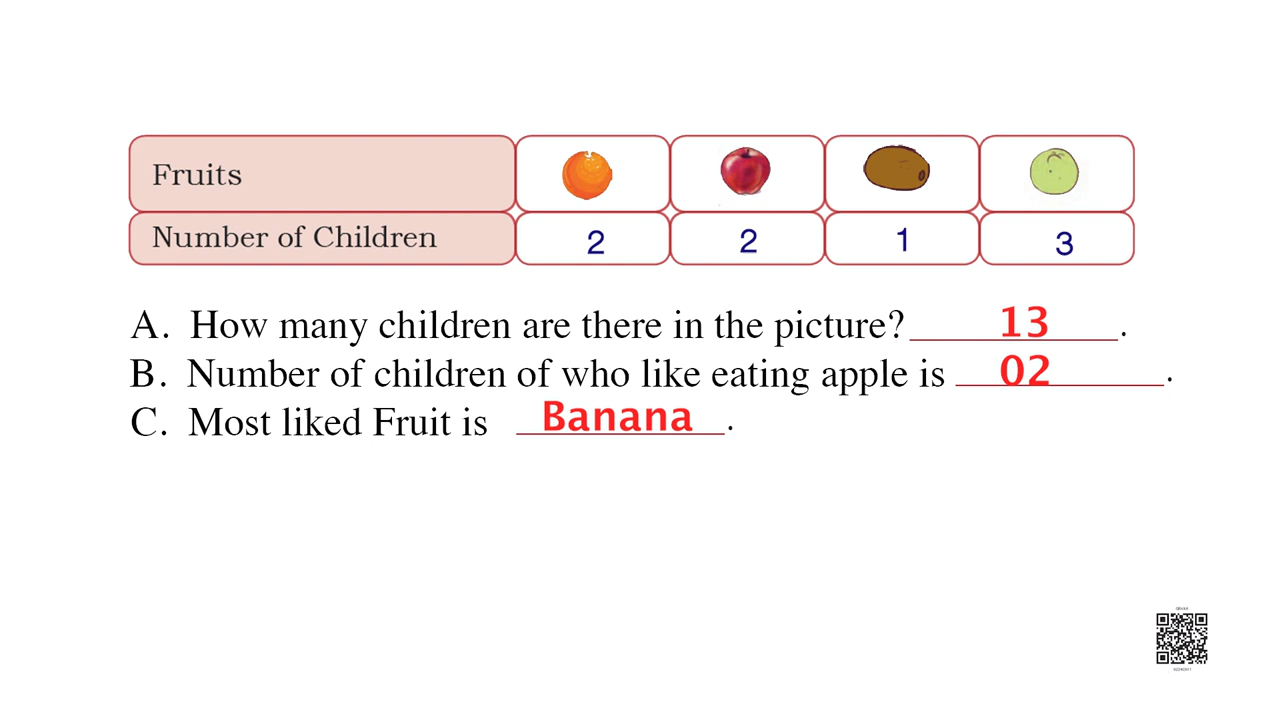 Fruits
Number of Children 2 2 1 3
A. How many children are there in the picture? 13 .
B. Number of children of who like eating apple is 02 .
C. Most liked Fruit is Banana .